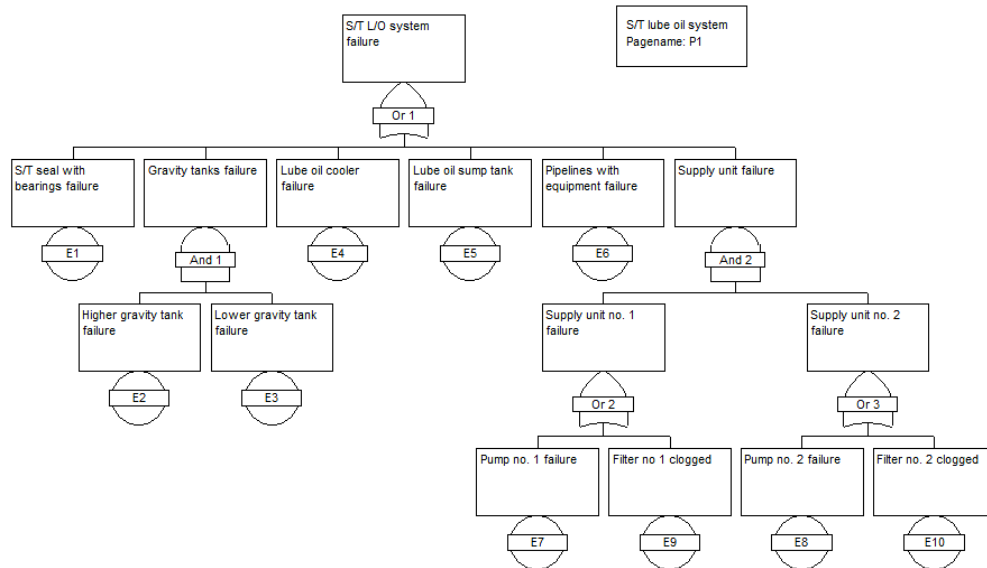 S/T L/O system
failure
S/T lube oil system
Pagename: P1
Or 1
S/T seal with
bearings failure
Gravity tanks failure
Lube oil cooler
failure
Lube oil sump tank
failure
Pipelines with
equipment failure
Supply unit failure
E1
And 1
E4
E5
E6
And 2
Higher gravity tank
failure
Lower gravity tank
failure
Supply unit no. 1
failure
Supply unit no. 2
failure
E2
E3
Or 2
Or 3
Pump no. 1 failure
Filter no 1 clogged
Pump no. 2 failure
Filter no. 2 clogged
E7
E9
E8
E10